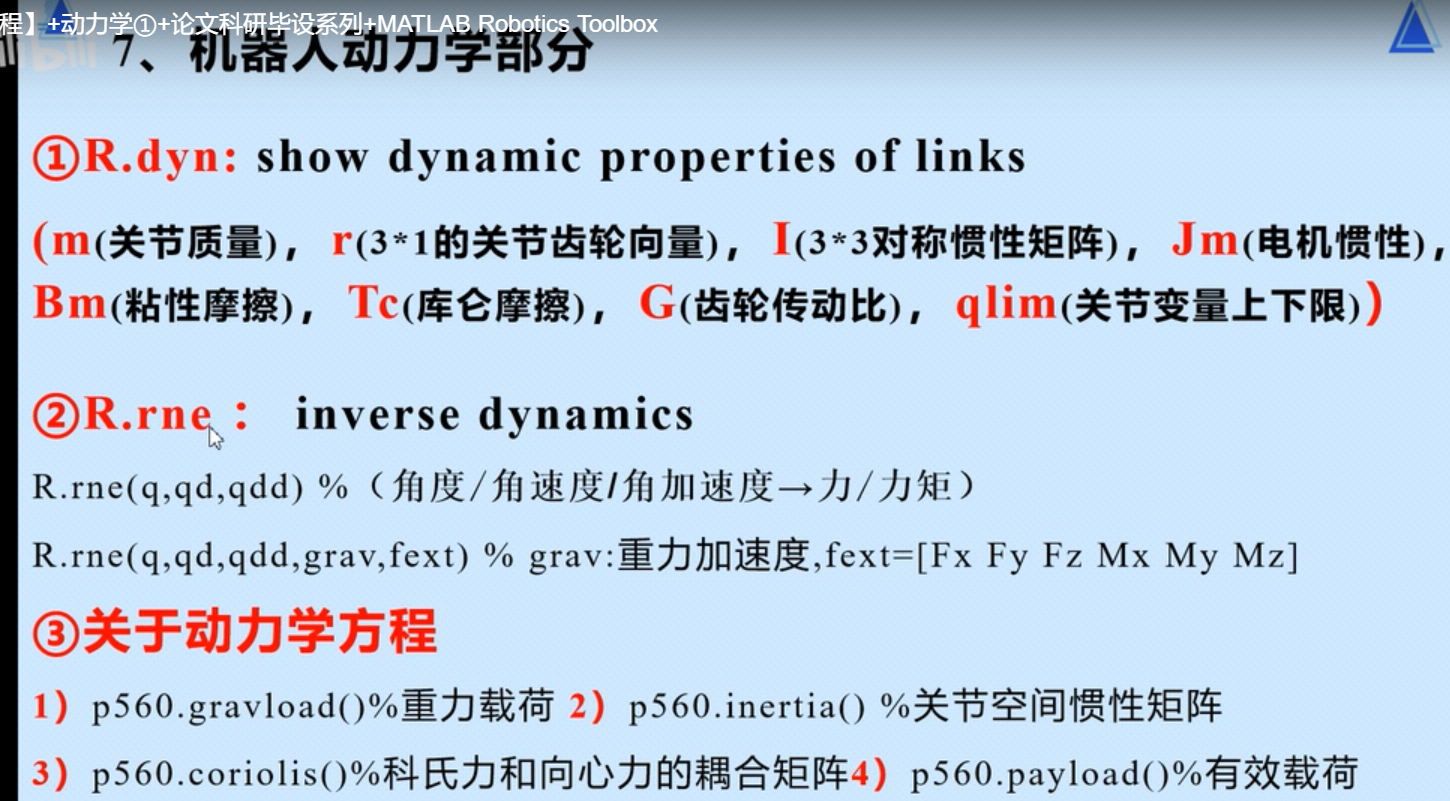 程】+动力学①+论文科研毕设系列+MATLAB Robotics Toolbox
7、机器人动力学部分
①R.dyn: show dynamic properties of links
(m(关节质量)，r(3*1的关节齿轮向量)，I(3*3对称惯性矩阵)，Jm(电机惯性)，
Bm(粘性摩擦)，Tc(库仑摩擦)，G(齿轮传动比)，qlim(关节变量上下限))
②R.rne： inverse dynamics
R.rne(q,qd,qdd) %（角度/角速度/角加速度→力/力矩）
R.rne(q,qd,qdd,grav,fext) % grav:重力加速度,fext=[Fx Fy Fz Mx My Mz]
③关于动力学方程
1）p560.gravload()%重力载荷 2）p560.inertia() %关节空间惯性矩阵
3）p560.coriolis()%科氏力和向心力的耦合矩阵4）p560.payload()%有效载荷